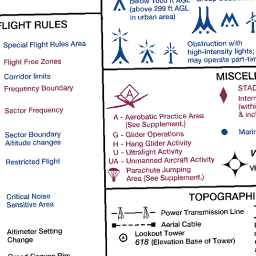 below 1000 ft AGL
(above 299 ft AGL
in urban area)
FLIGHT RULES
Special Flight Rules Area
Flight Free Zones
Corridor limits
Frequency Boundary
Sector Frequency
Sector Boundary
Altitude changes
Restricted Flight
Critical Noise
Sensitive Area
Altimeter Setting
Change
Obstruction with
high-intensity lights;
may operate part-tim
MISCELL
A
A - Aerobatic Practice Area
(See Supplement.)
G - Glider Operations
H - Hang Glider Activity
U - Ultralight Activity
UA - Unmanned Aircraft Activity
Parachute Jumping
Area (See Supplement.)
STAD
Intern
(withi
& incl
Marin
VF
TOPOGRAPHI
Power Transmission Line
Aerial Cable
Lookout Tower
618 (Elevation Base of Tower)